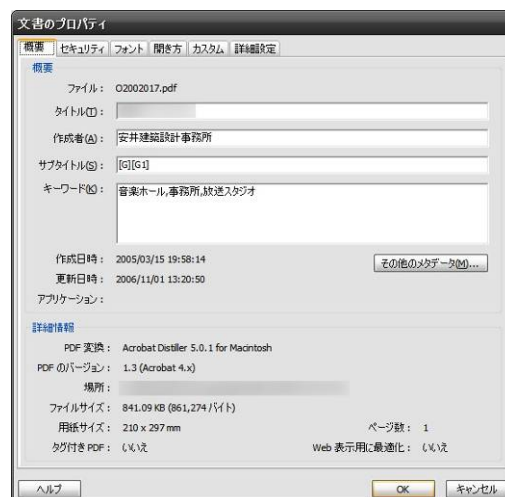 文書のプロパティ
概要 セキュリティ フォント 開き方 カスタム 詳細設定
概要
ファイル： O2002017.pdf
タイトル(T)：
作成者(A)： 安井建築設計事務所
サブタイトル(S)： [G][G1]
キーワード(K)： 音楽ホール,事務所,放送スタジオ
作成日時： 2005/03/15 19:58:14
その他のメタデータ(M)...
更新日時： 2006/11/01 13:20:50
アプリケーション：
詳細情報
PDF 変換： Acrobat Distiller 5.0.1 for Macintosh
PDF のバージョン： 1.3 (Acrobat 4.x)
場所：
ファイルサイズ： 841.09 KB (861,274 バイト)
用紙サイズ： 210 x 297 mm ページ数： 1
タグ付き PDF： いいえ Web 表示用に最適化： いいえ
ヘルプ OK キャンセル